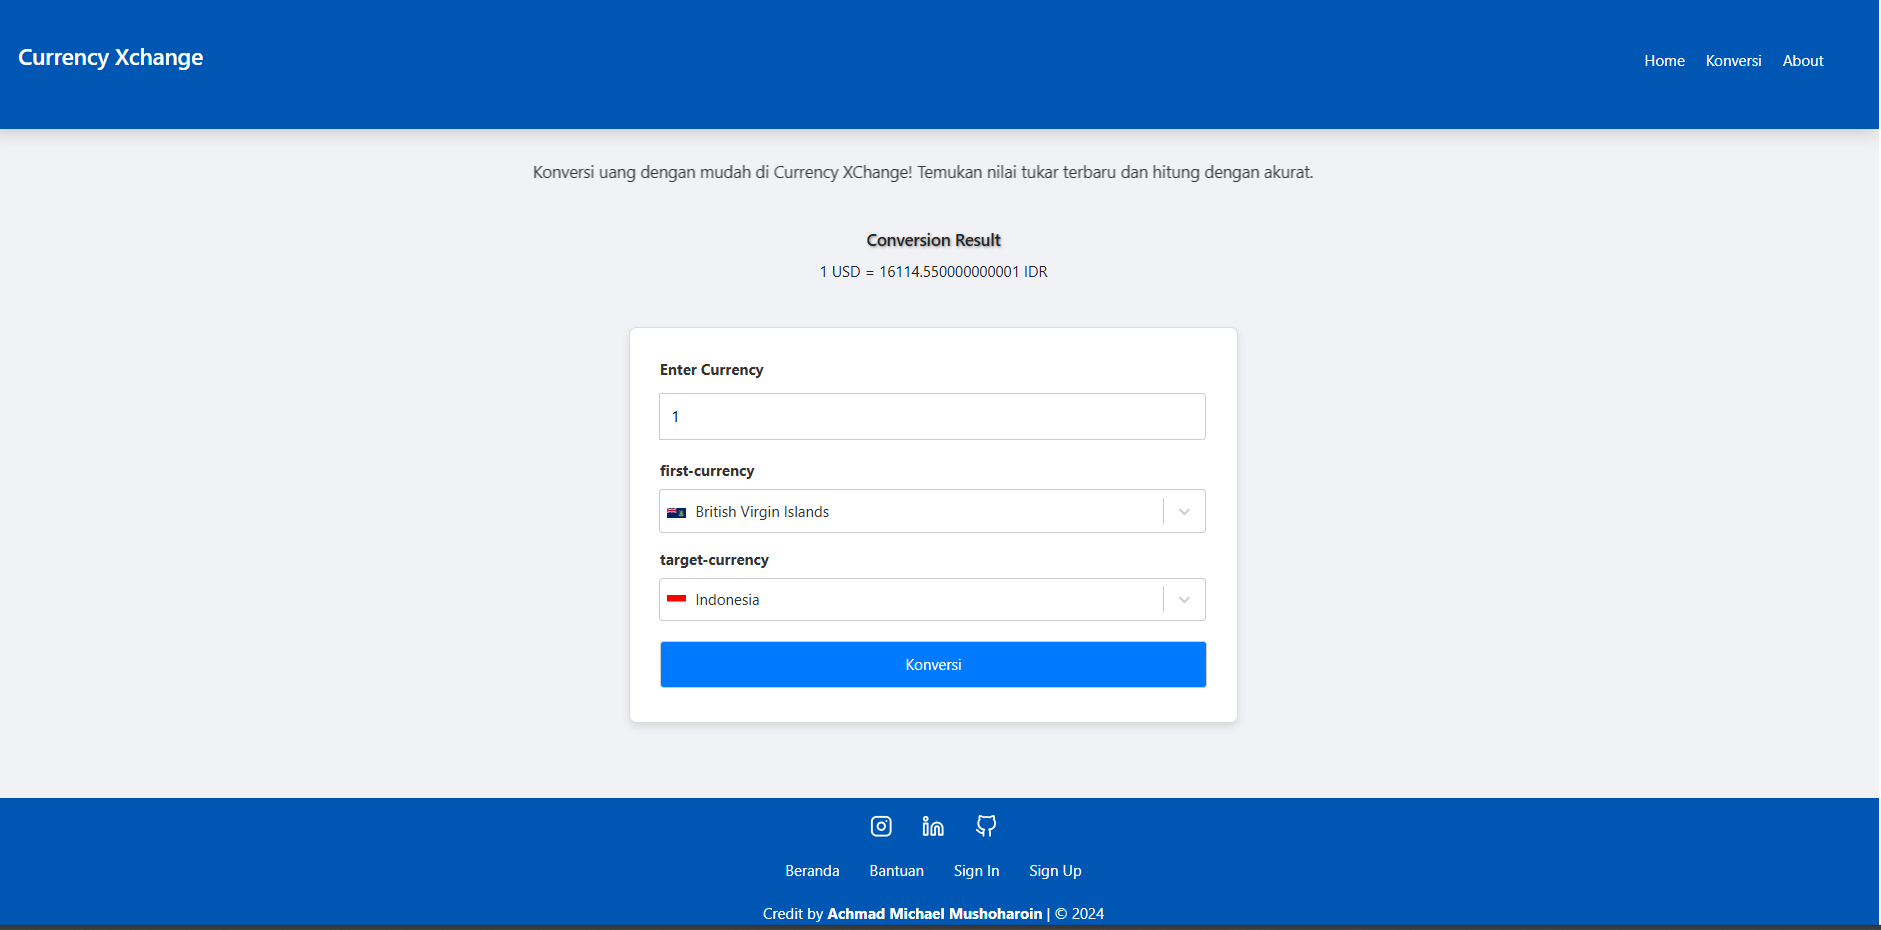 Currency Xchange
Home Konversi About
Konversi uang dengan mudah di Currency XChange! Temukan nilai tukar terbaru dan hitung dengan akurat.
Conversion Result
1 USD = 16114.550000000001 IDR
Enter Currency
1
first-currency
British Virgin Islands
target-currency
Indonesia
Konversi
Beranda Bantuan Sign In Sign Up
Credit by Achmad Michael Mushoharoin | © 2024